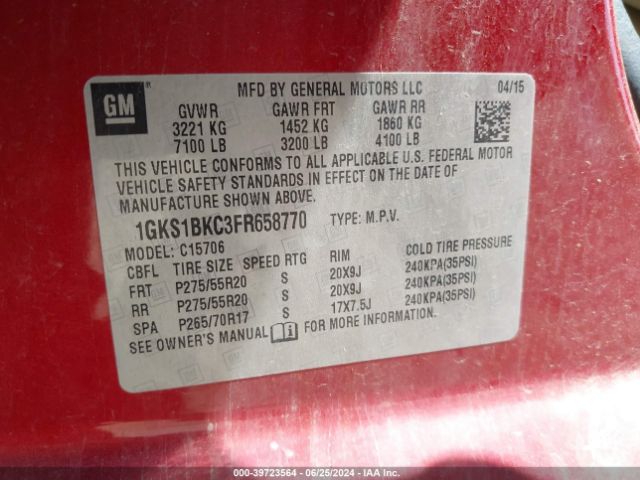 GM ®
MFD BY GENERAL MOTORS LLC 04/15
GVWR GAWR FRT GAWR RR
3221 KG 1452 KG 1860 KG
7100 LB 3200 LB 4100 LB
THIS VEHICLE CONFORMS TO ALL APPLICABLE U.S. FEDERAL MOTOR
VEHICLE SAFETY STANDARDS IN EFFECT ON THE DATE OF
MANUFACTURE SHOWN ABOVE.
1GKS1BKC3FR658770 TYPE: M.P.V.
MODEL: C15706
CBFL TIRE SIZE SPEED RTG RIM COLD TIRE PRESSURE
FRT P275/55R20 S 20X9J 240KPA(35PSI)
RR P275/55R20 S 20X9J 240KPA(35PSI)
SPA P265/70R17 S 17X7.5J 240KPA(35PSI)
SEE OWNER'S MANUAL FOR MORE INFORMATION.
000-39723564 - 06/25/2024 - IAA Inc.